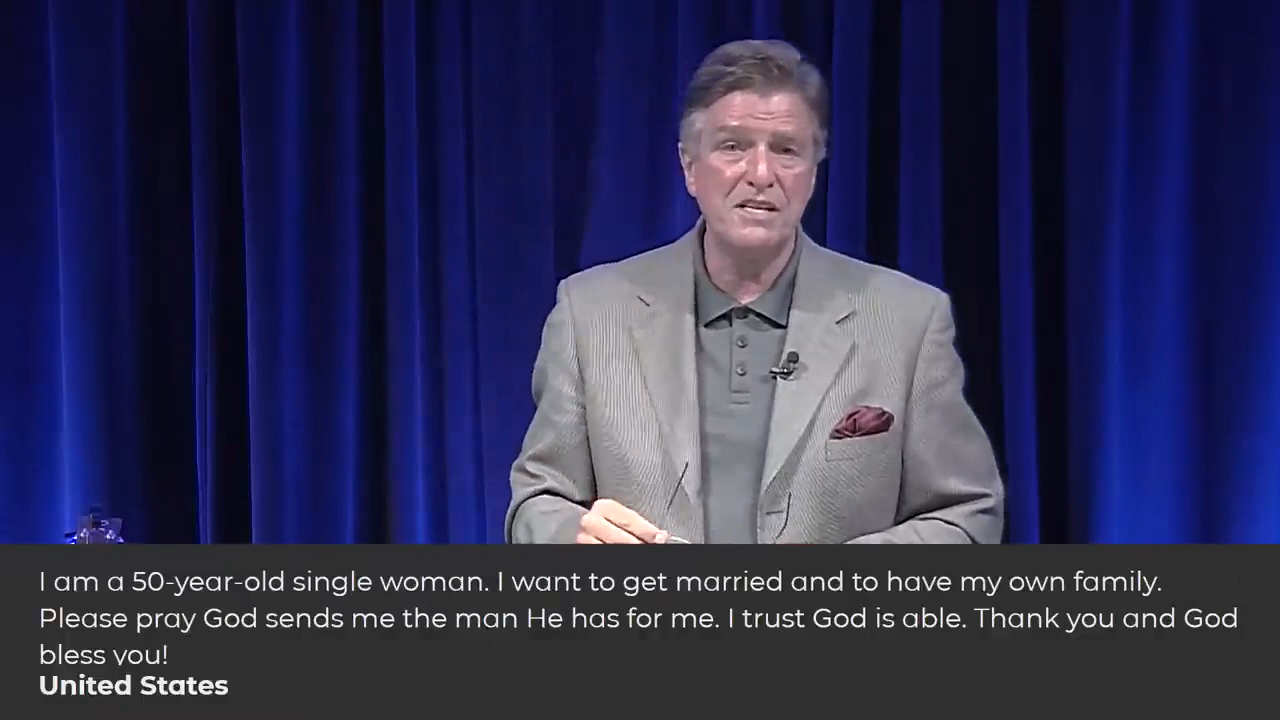 I am a 50-year-old single woman. I want to get married and to have my own family.
Please pray God sends me the man He has for me. I trust God is able. Thank you and God
bless you!
United States